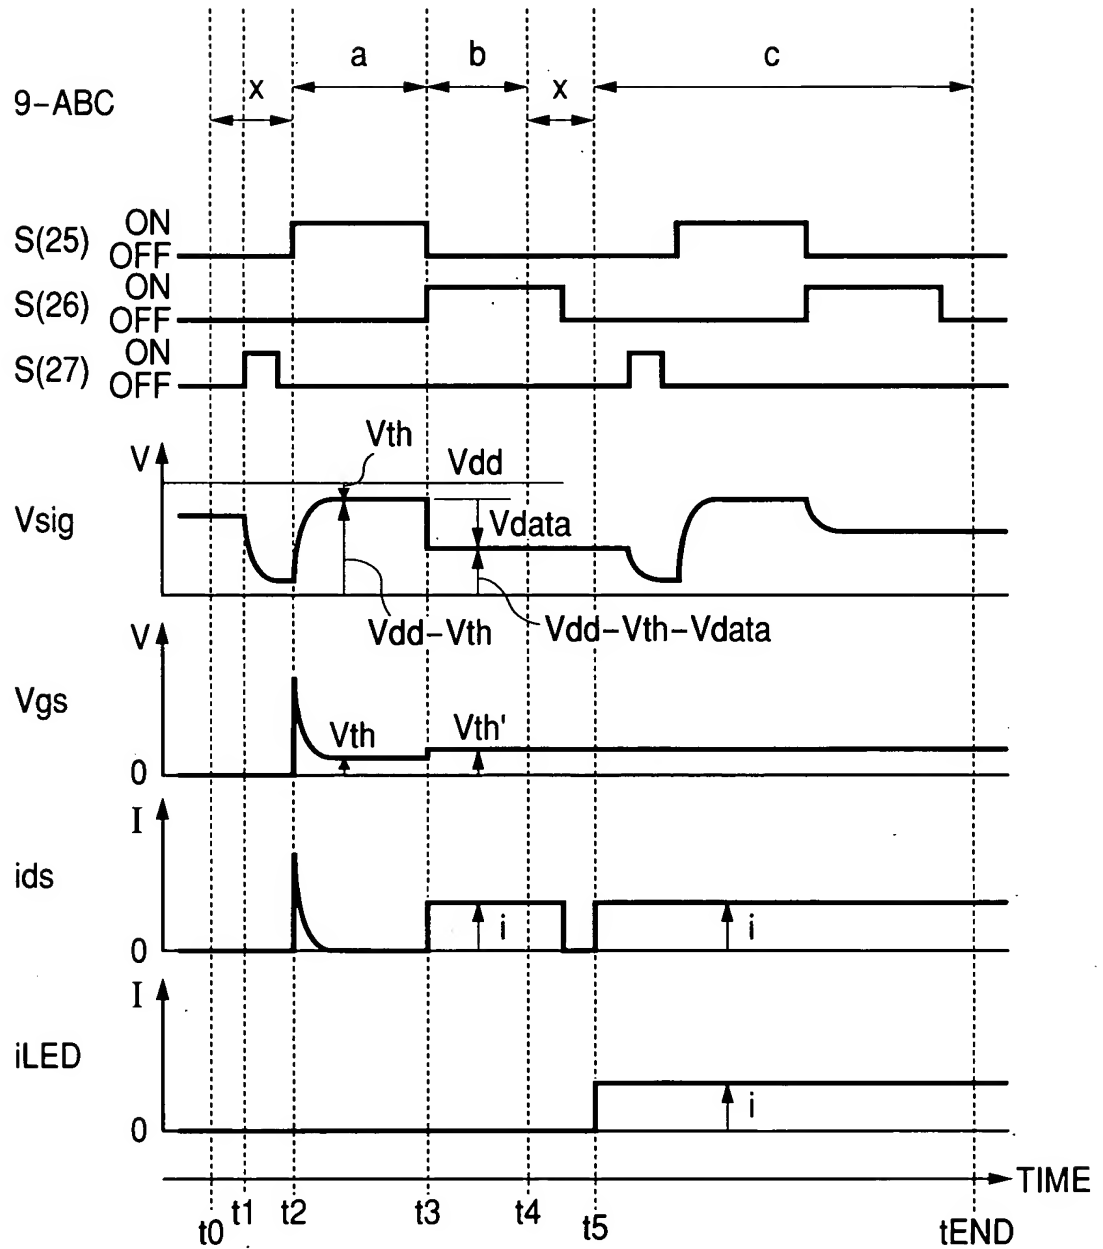 a b c
x x
9-ABC
S(25) ON OFF
S(26) ON OFF
S(27) ON OFF
V Vth Vdd
Vsig Vdata
Vdd-Vth Vdd-Vth-Vdata
V
Vgs Vth Vth'
0
I
ids i i
0
I
iLED i
0
TIME
t0 t1 t2 t3 t4 t5 tEND